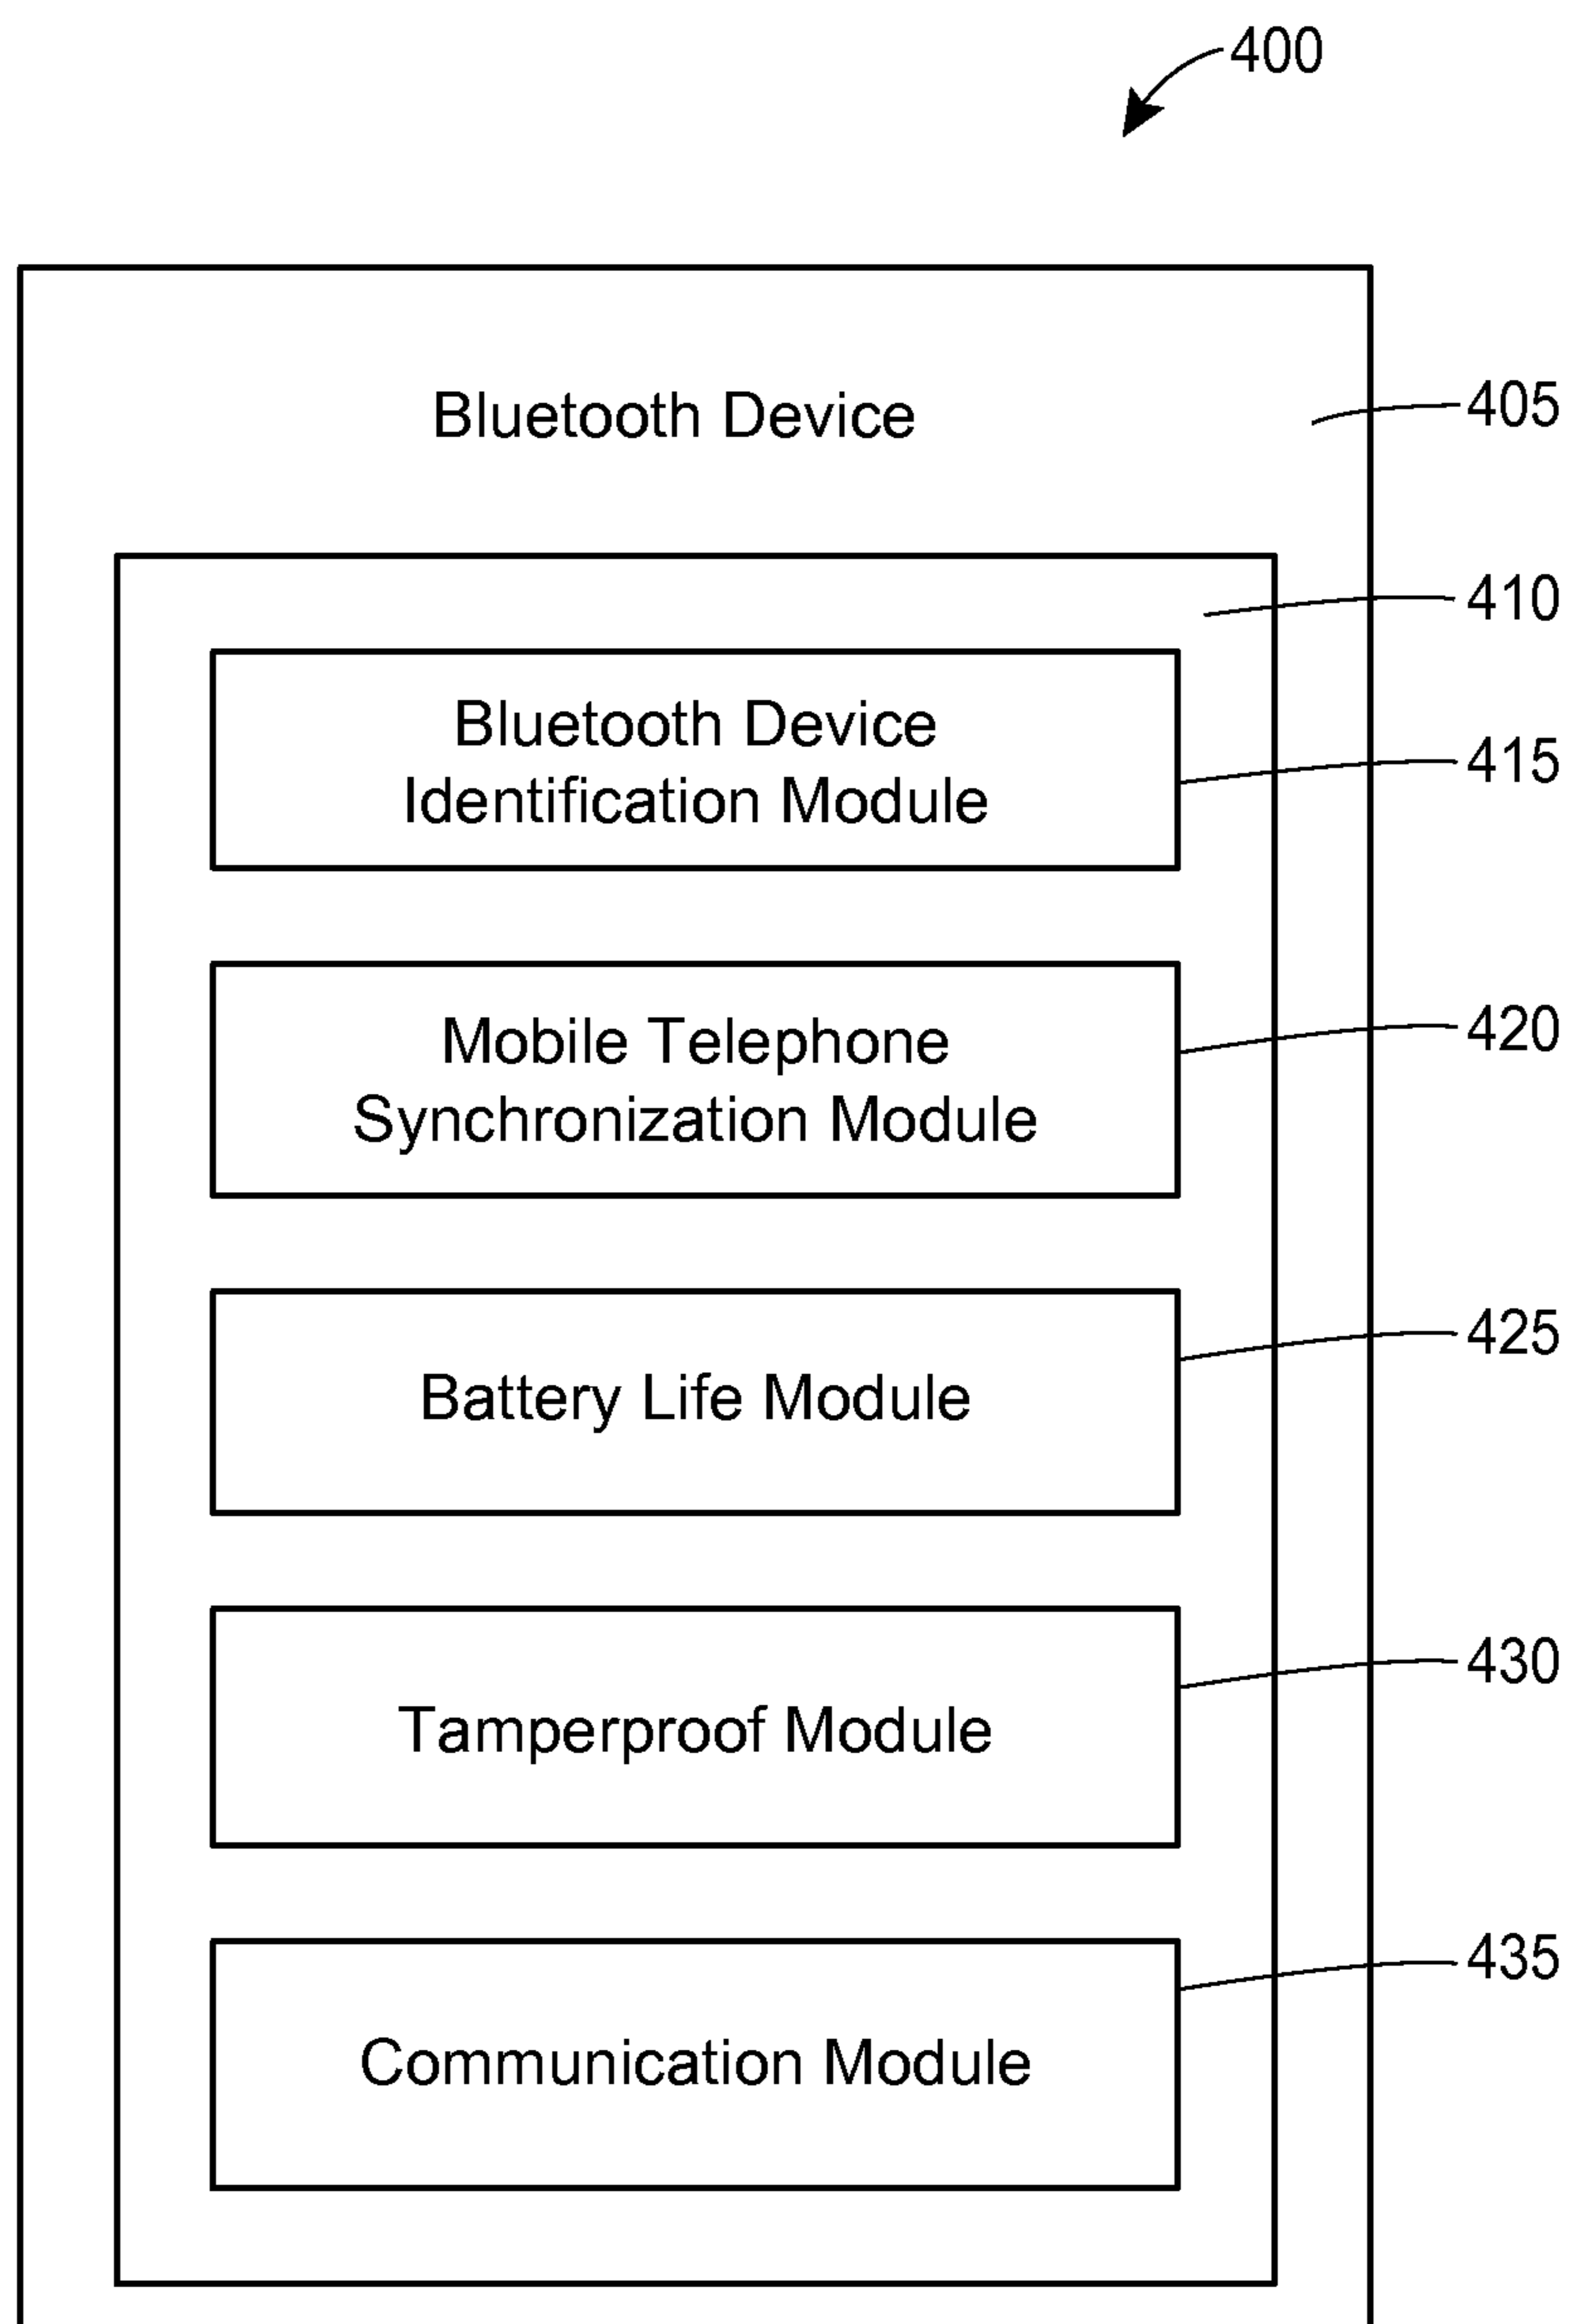 400
Bluetooth Device
405
410
Bluetooth Device
Identification Module
415
Mobile Telephone
Synchronization Module
420
Battery Life Module
425
Tamperproof Module
430
Communication Module
435